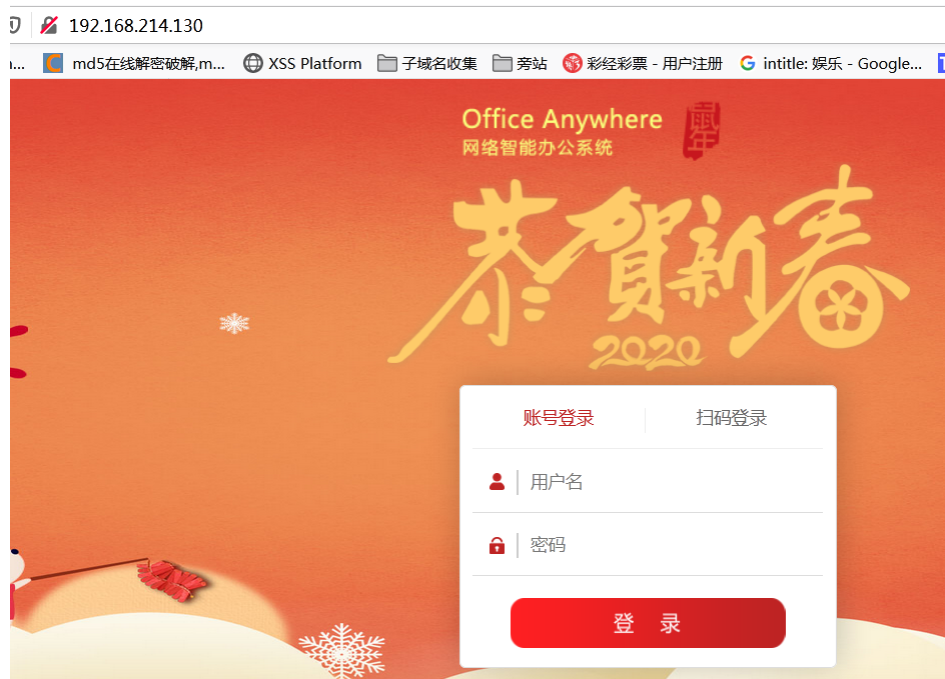 192.168.214.130
md5在线解密破解,m...
XSS Platform
子域名收集
旁站
彩经彩票 - 用户注册
intitle: 娱乐 - Google...
Office Anywhere
网络智能办公系统
恭賀新春
2020
账号登录
扫码登录
用户名
密码
登 录